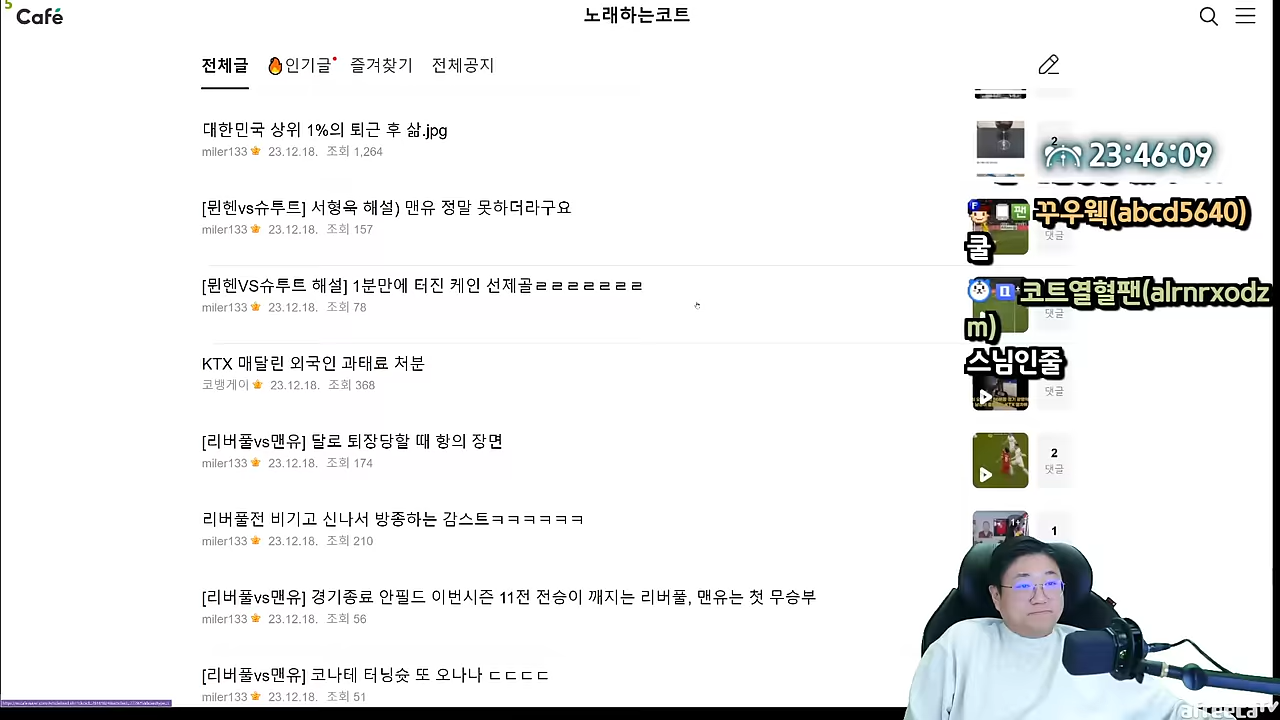 5
Café
노래하는코트
전체글
인기글
즐겨찾기
전체공지
대한민국 상위 1%의 퇴근 후 삶.jpg
miler133 23.12.18. 조회 1,264
2
23:46:09
[뮌헨vs슈투트] 서형욱 해설) 맨유 정말 못하더라구요
miler133 23.12.18. 조회 157
꾸우웩(abcd5640)
쿨
댓글
[뮌헨VS슈투트 해설] 1분만에 터진 케인 선제골ㄹㄹㄹㄹㄹㄹㄹ
miler133 23.12.18. 조회 78
코트열혈팬(alrnrxodz
m)
댓글
스님인줄
KTX 매달린 외국인 과태료 처분
코뱅게이 23.12.18. 조회 368
댓글
[리버풀vs맨유] 달로 퇴장당할 때 항의 장면
miler133 23.12.18. 조회 174
2
댓글
리버풀전 비기고 신나서 방종하는 감스트ㅋㅋㅋㅋㅋㅋ
miler133 23.12.18. 조회 210
1
[리버풀vs맨유] 경기종료 안필드 이번시즌 11전 전승이 깨지는 리버풀, 맨유는 첫 무승부
miler133 23.12.18. 조회 56
[리버풀vs맨유] 코나테 터닝슛 또 오나나 ㄷㄷㄷㄷ
miler133 23.12.18. 조회 51
afreecaTV